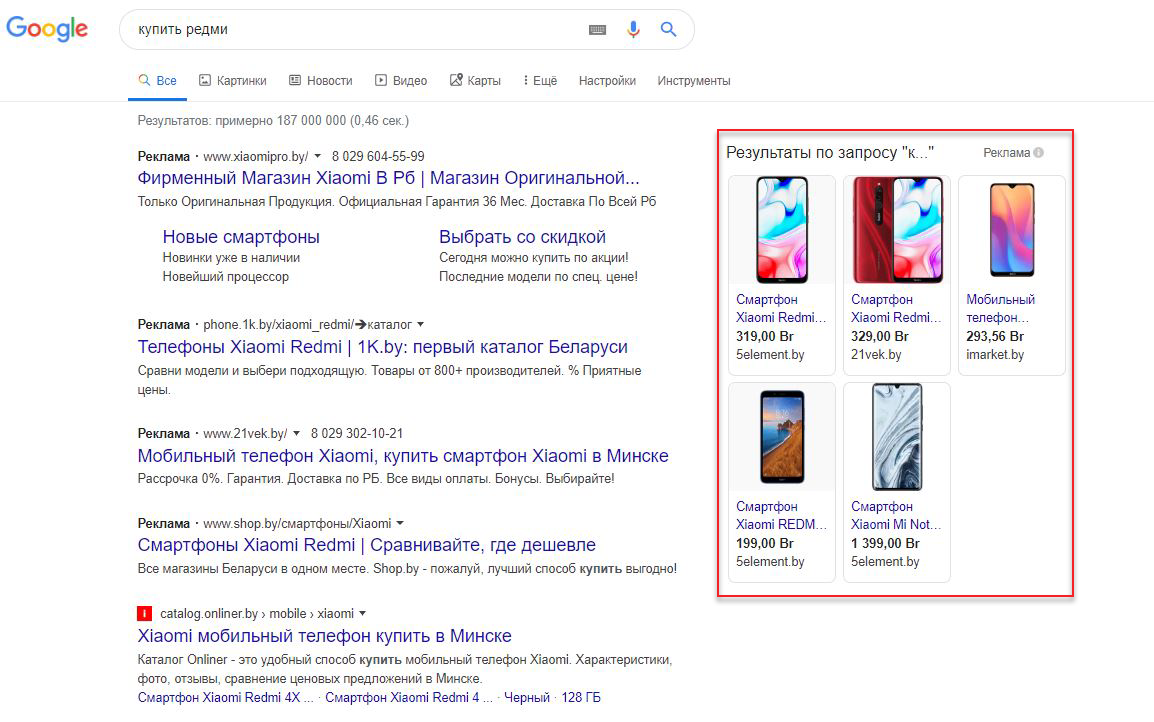 Google
купить редми
Все
Картинки
Новости
Видео
Карты
Ещё
Настройки
Инструменты
Результатов: примерно 187 000 000 (0,46 сек.)
Реклама · www.xiaomipro.by/ 8 029 604-55-99
Фирменный Магазин Xiaomi В Рб | Магазин Оригинальной...
Только Оригинальная Продукция. Официальная Гарантия 36 Мес. Доставка По Всей Рб
Новые смартфоны
Новинки уже в наличии
Новейший процессор
Выбрать со скидкой
Сегодня можно купить по акции!
Последние модели по спец. цене!
Реклама · phone.1k.by/xiaomi_redmi/➔каталог
Телефоны Xiaomi Redmi | 1K.by: первый каталог Беларуси
Сравни модели и выбери подходящую. Товары от 800+ производителей. % Приятные
цены.
Реклама · www.21vek.by/ 8 029 302-10-21
Мобильный телефон Xiaomi, купить смартфон Xiaomi в Минске
Рассрочка 0%. Гарантия. Доставка по РБ. Все виды оплаты. Бонусы. Выбирайте!
Реклама · www.shop.by/смартфоны/Xiaomi
Смартфоны Xiaomi Redmi | Сравнивайте, где дешевле
Все магазины Беларуси в одном месте. Shop.by - пожалуй, лучший способ купить выгодно!
catalog.onliner.by › mobile › xiaomi
Xiaomi мобильный телефон купить в Минске
Каталог Onliner - это удобный способ купить мобильный телефон Xiaomi. Характеристики,
фото, отзывы, сравнение ценовых предложений в Минске.
Смартфон Xiaomi Redmi 4X ... · Смартфон Xiaomi Redmi 4 ... · Черный · 128 ГБ
Результаты по запросу "к..."
Реклама
Смартфон
Xiaomi Redmi...
319,00 Br
5element.by
Смартфон
Xiaomi Redmi...
329,00 Br
21vek.by
Мобильный
телефон...
293,56 Br
imarket.by
Смартфон
Xiaomi REDM...
199,00 Br
5element.by
Смартфон
Xiaomi Mi Not...
1 399,00 Br
5element.by